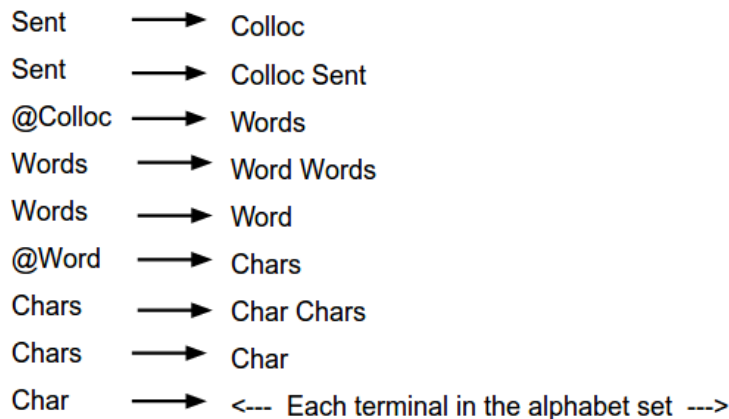 Sent → Colloc
Sent → Colloc Sent
@Colloc → Words
Words → Word Words
Words → Word
@Word → Chars
Chars → Char Chars
Chars → Char
Char → <--- Each terminal in the alphabet set --->